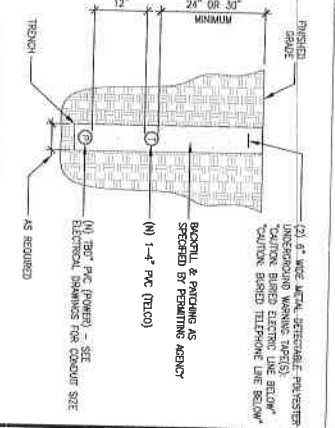 12"
24" OR 30"
MINIMUM
FINISHED
GRADE
(2) 6" WIDE METAL DETECTABLE POLYESTER
UNDERGROUND WARNING TAPE(S):
"CAUTION: BURIED ELECTRIC LINE BELOW"
"CAUTION: BURIED TELEPHONE LINE BELOW"
BACKFILL & PATCHING AS
SPECIFIED BY PERMITTING AGENCY
T
(N) 1-4" PVC (TELCO)
P
(N) TBD" PVC (POWER) - SEE
ELECTRICAL DRAWINGS FOR CONDUIT SIZE
TRENCH
AS REQUIRED